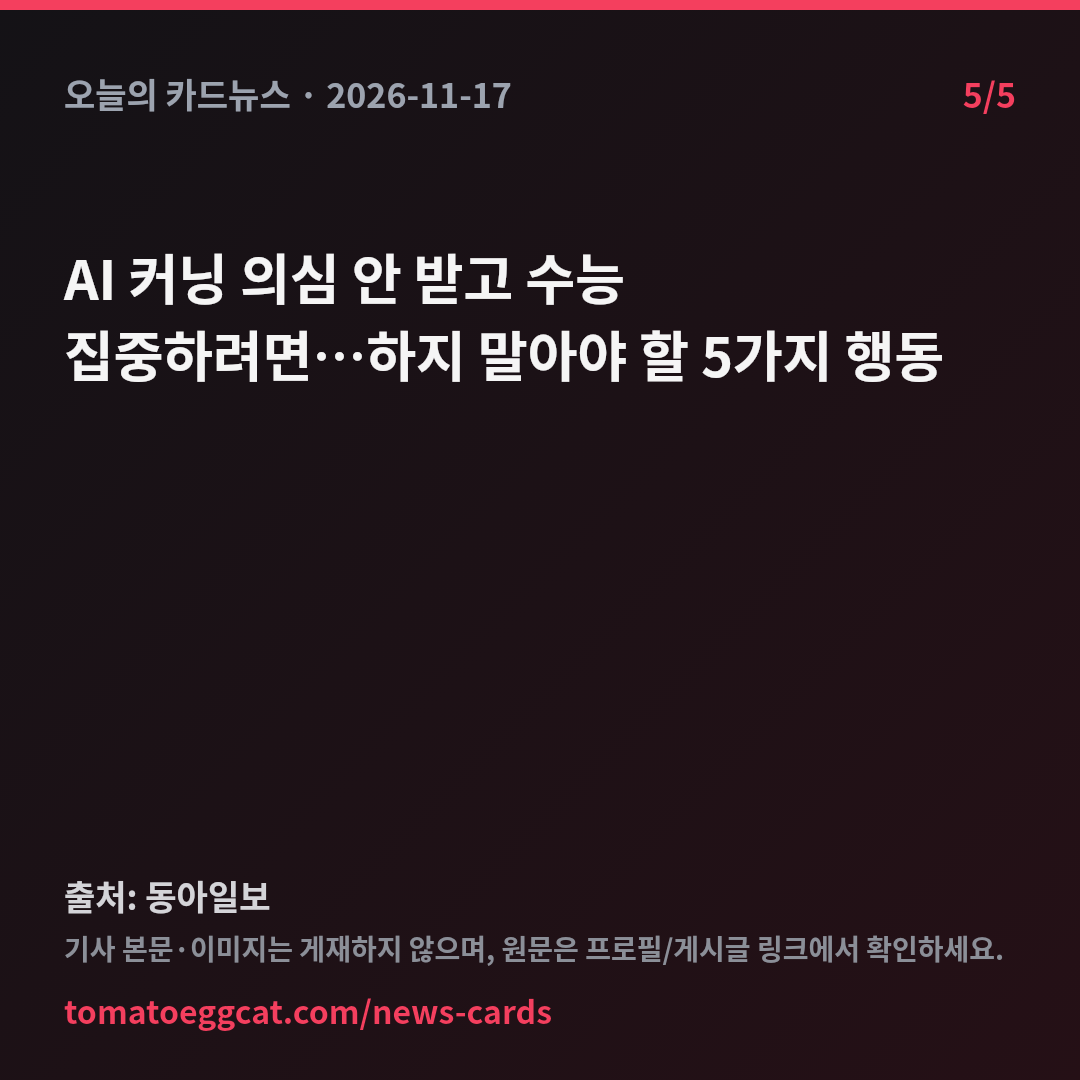 오늘의 카드뉴스 · 2026-11-17
5/5
AI 커닝 의심 안 받고 수능
집중하려면…하지 말아야 할 5가지 행동
출처: 동아일보
기사 본문·이미지는 게재하지 않으며, 원문은 프로필/게시글 링크에서 확인하세요.
tomatoeggcat.com/news-cards